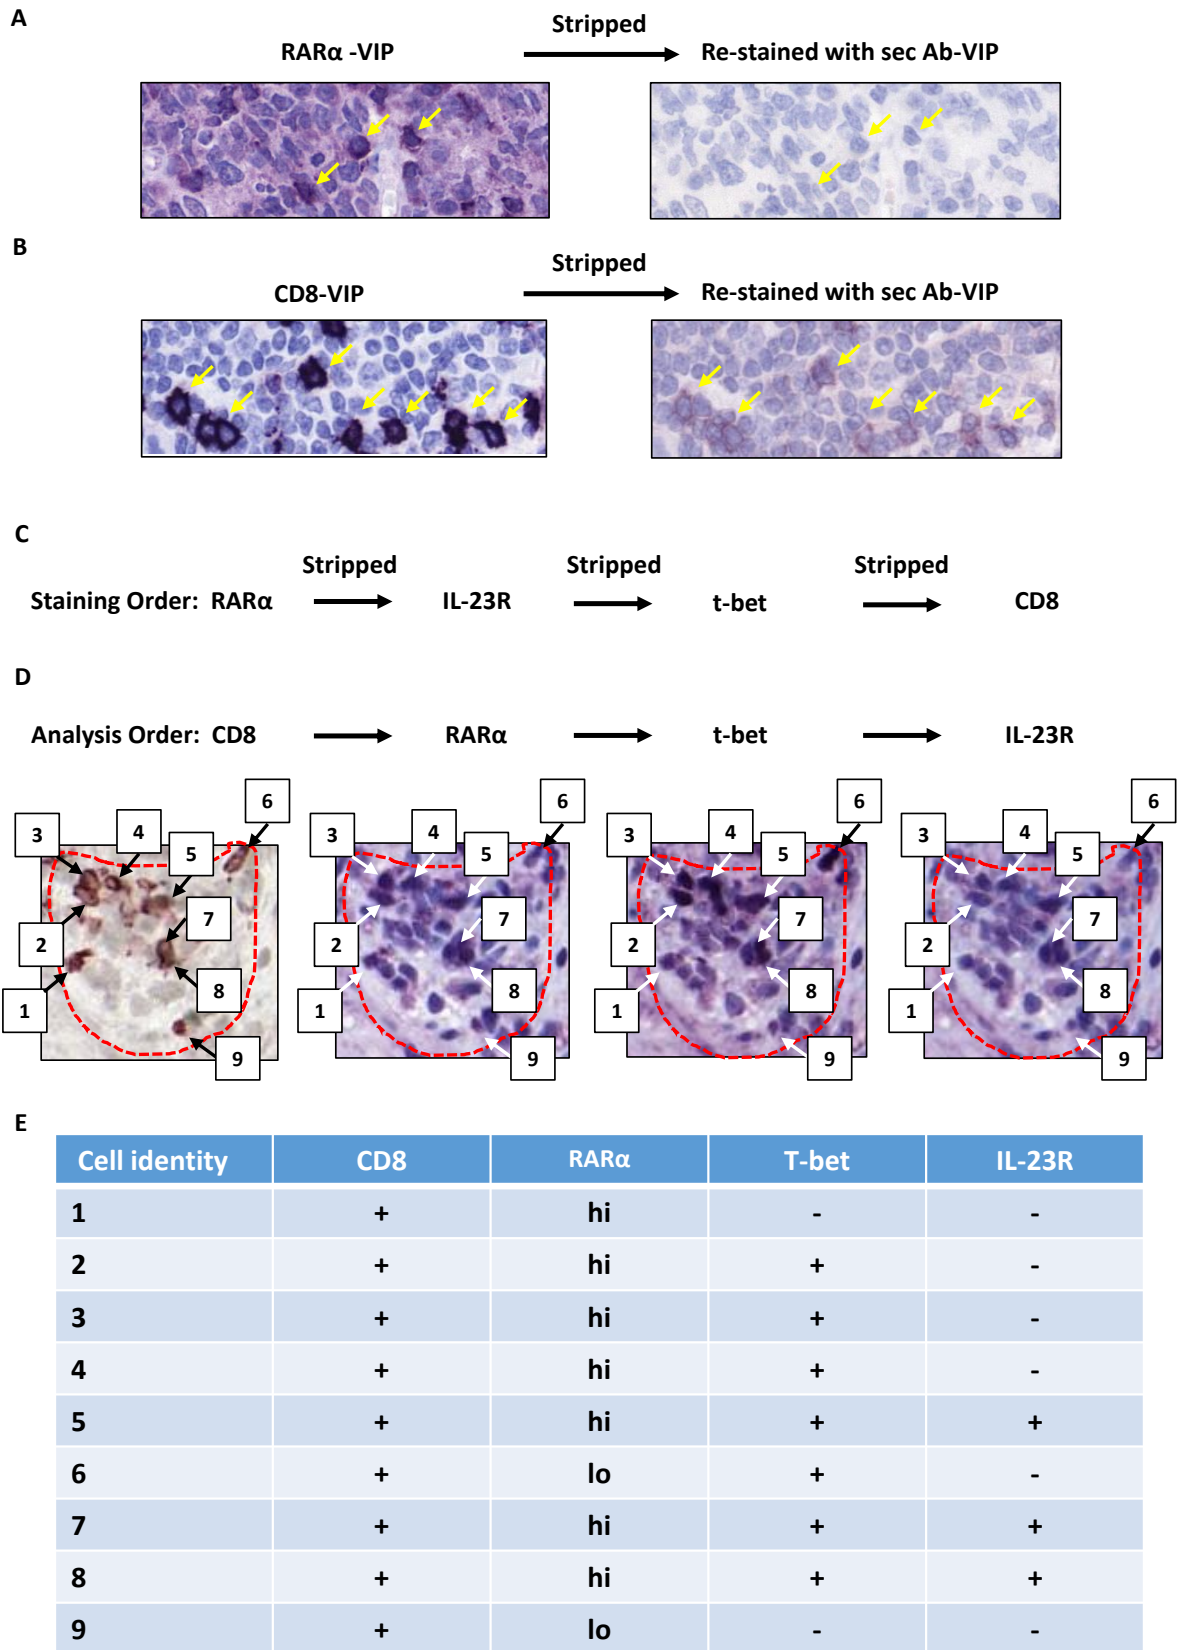 A
Stripped
RARα -VIP
Re-stained with sec Ab-VIP
B
Stripped
CD8-VIP
Re-stained with sec Ab-VIP
C
Stripped Stripped Stripped
Staining Order: RARα IL-23R t-bet CD8
D
Analysis Order: CD8 RARα t-bet IL-23R
6 6 6 6
3 4 5 3 4 5 3 4 5 3 4 5
2 7 2 7 2 7 2 7
1 8 1 8 1 8 1 8
9 9 9 9
E
Cell identity CD8 RARα T-bet IL-23R
1 + hi - -
2 + hi + -
3 + hi + -
4 + hi + -
5 + hi + +
6 + lo + -
7 + hi + +
8 + hi + +
9 + lo - -